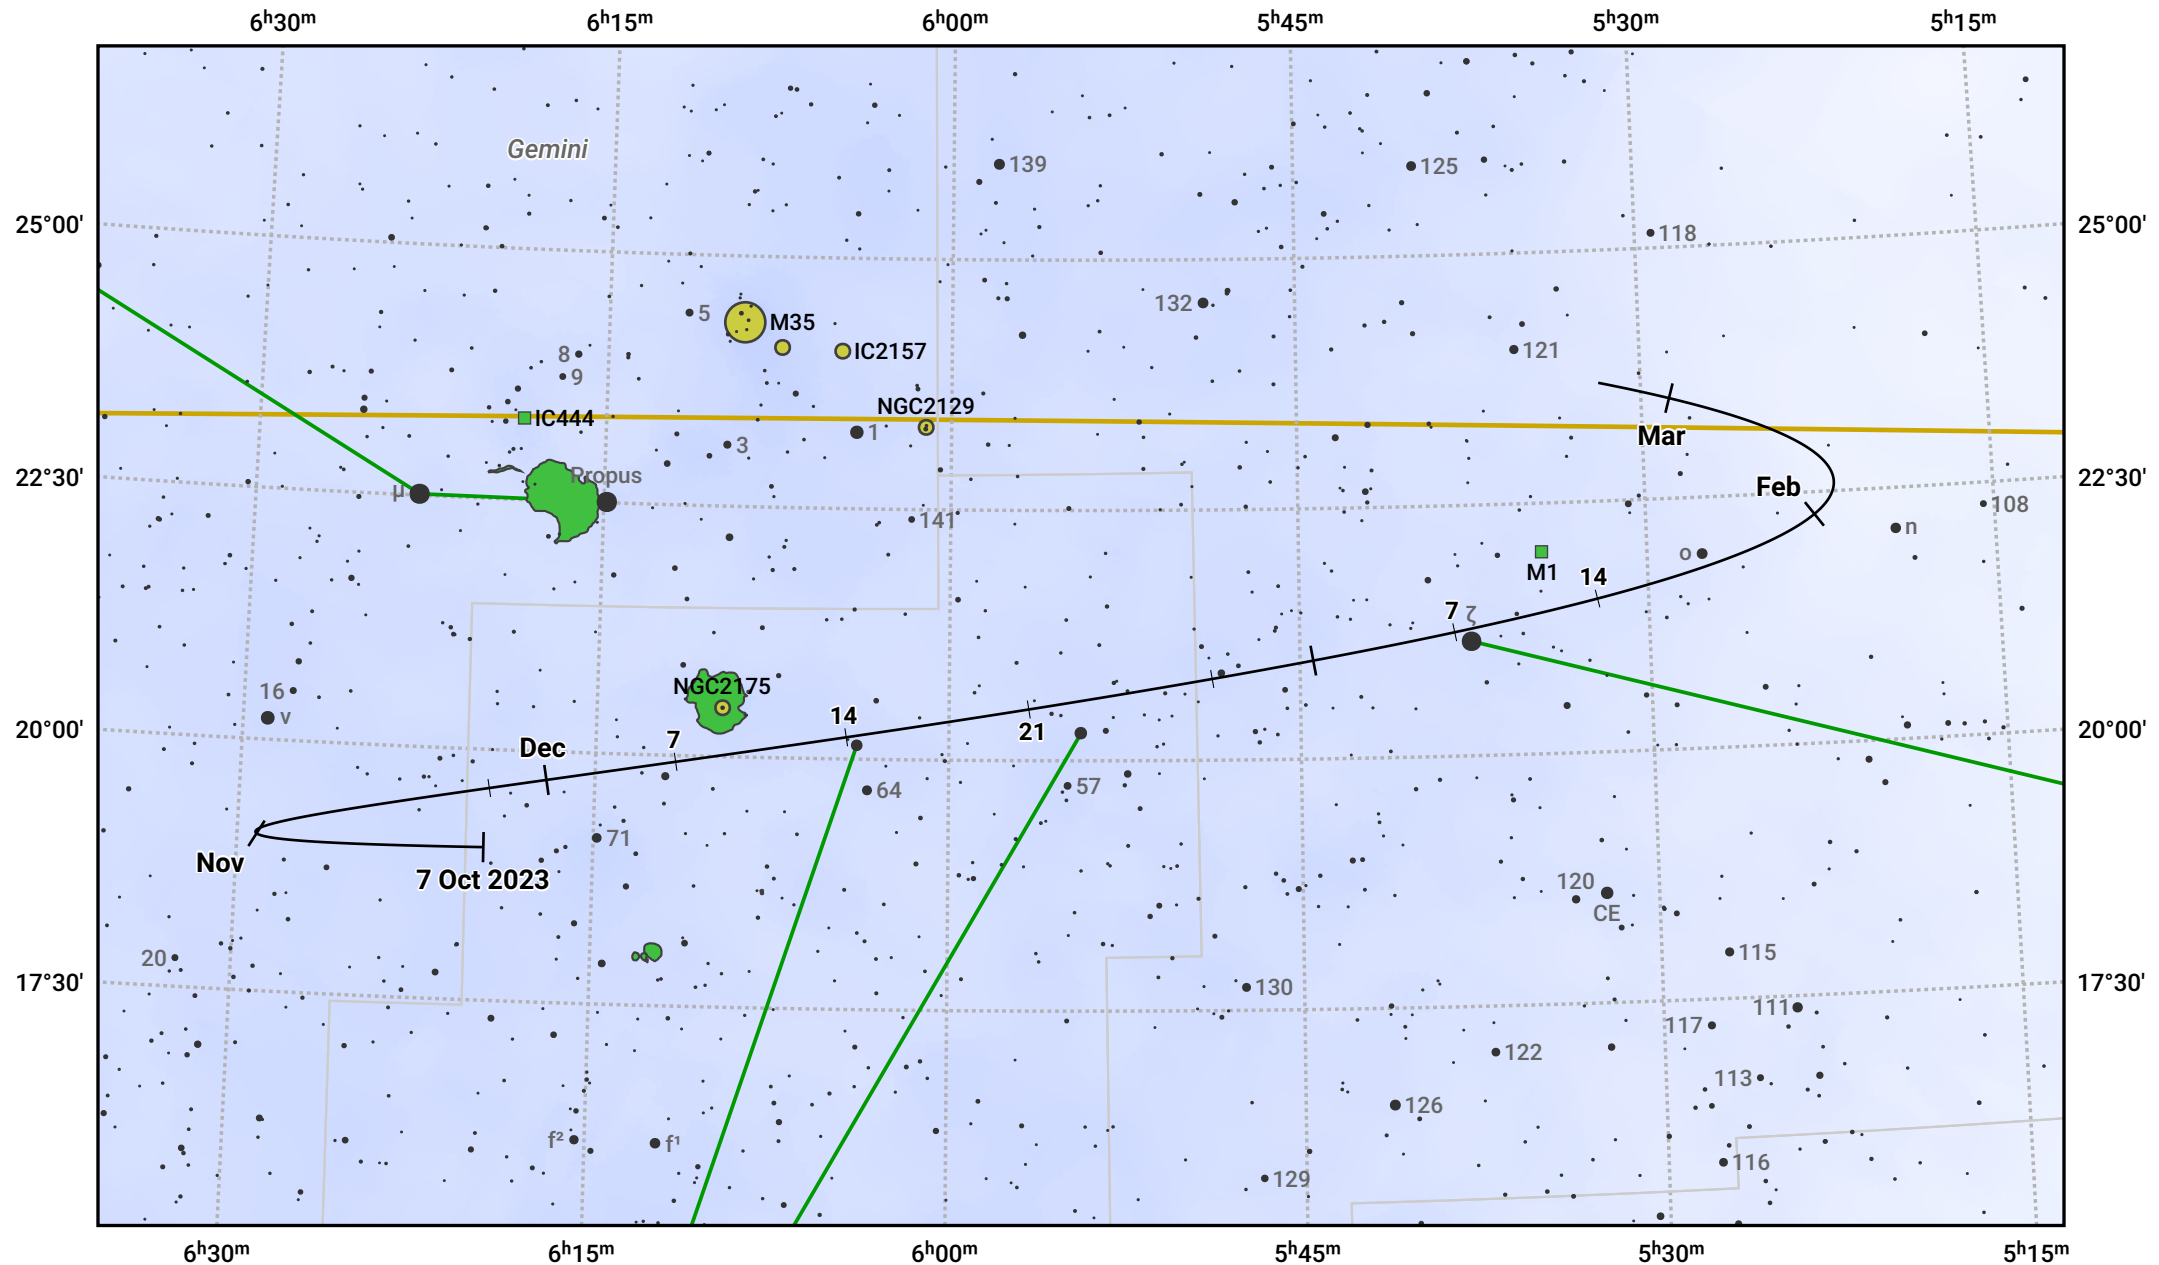 6ʰ30ᵐ 6ʰ15ᵐ 6ʰ00ᵐ 5ʰ45ᵐ 5ʰ30ᵐ 5ʰ15ᵐ
Gemini
139
125
25°00' 25°00'
118
132
5
M35
IC2157
121
8
9
NGC2129
IC444
1
3
Mar
22°30' 22°30'
Propus
μ
Feb
108
141
n
o
M1
14
7 ζ
NGC2175
16
ν
14
20°00' 20°00'
21
7
Dec
64
57
71
Nov
7 Oct 2023
120
CE
20
115
17°30' 17°30'
130
111
117
122
113
126
f² f¹
116
129
6ʰ30ᵐ 6ʰ15ᵐ 6ʰ00ᵐ 5ʰ45ᵐ 5ʰ30ᵐ 5ʰ15ᵐ